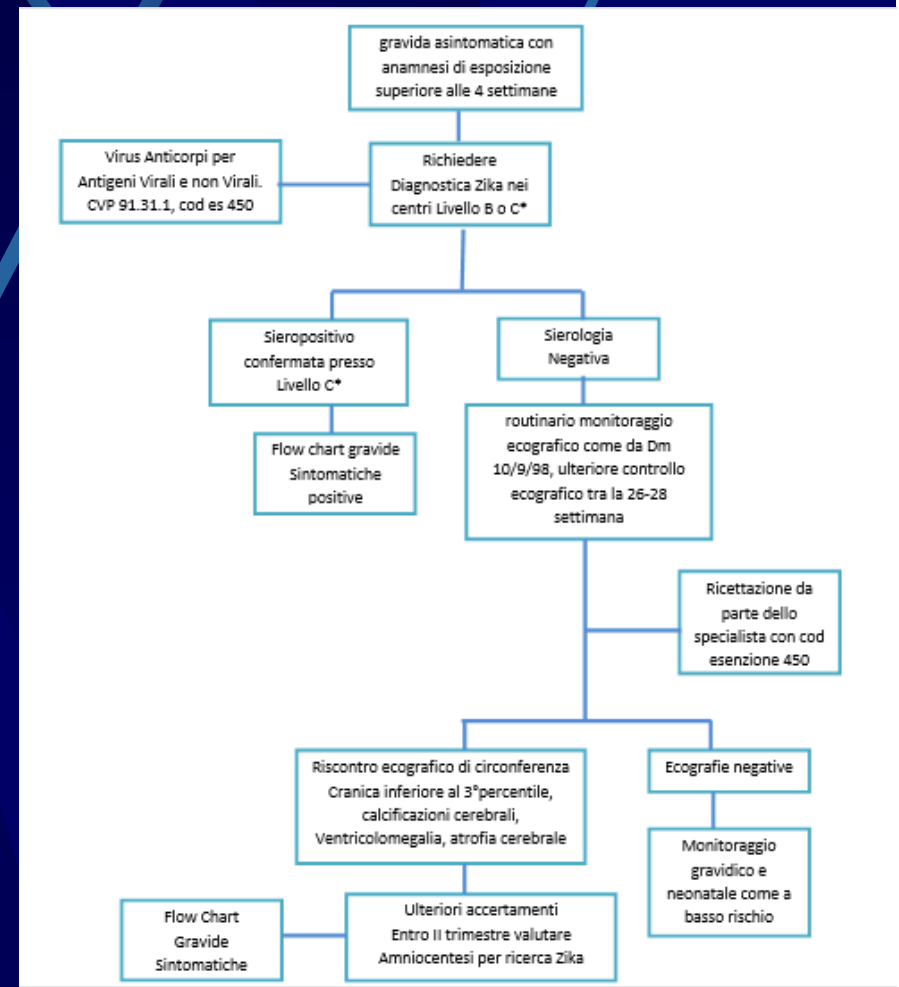 gravida asintomatica con
anamnesi di esposizione
superiore alle 4 settimane
Virus Anticorpi per
Antigeni Virali e non Virali.
CVP 91.31.1, cod es 450
Richiedere
Diagnostica Zika nei
centri Livello B o C*
Sieropositivo
confermata presso
Livello C*
Sierologia
Negativa
Flow chart gravide
Sintomatiche
positive
routinario monitoraggio
ecografico come da Dm
10/9/98, ulteriore controllo
ecografico tra la 26-28
settimana
Ricettazione da
parte dello
specialista con cod
esenzione 450
Riscontro ecografico di circonferenza
Cranica inferiore al 3°percentile,
calcificazioni cerebrali,
Ventricolomegalia, atrofia cerebrale
Ecografie negative
Monitoraggio
gravidico e
neonatale come a
basso rischio
Flow Chart
Gravide
Sintomatiche
Ulteriori accertamenti
Entro II trimestre valutare
Amniocentesi per ricerca Zika